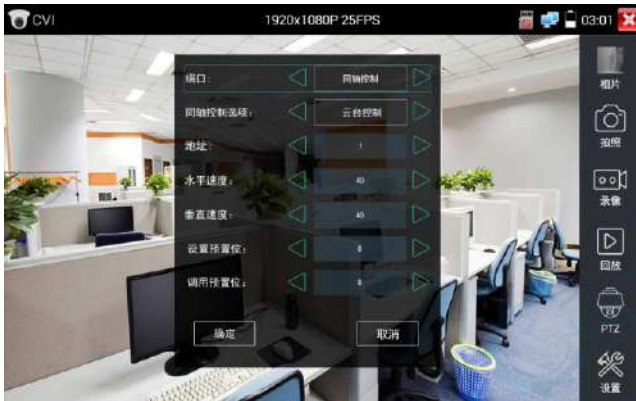 CVI
1920x1080P 25FPS
03:01
端口：
同轴控制
同轴控制选项：
云台控制
地址：
1
水平速度：
40
垂直速度：
40
设置预置位：
调用预置位：
确定
取消
相片
拍照
录像
回放
PTZ
设置